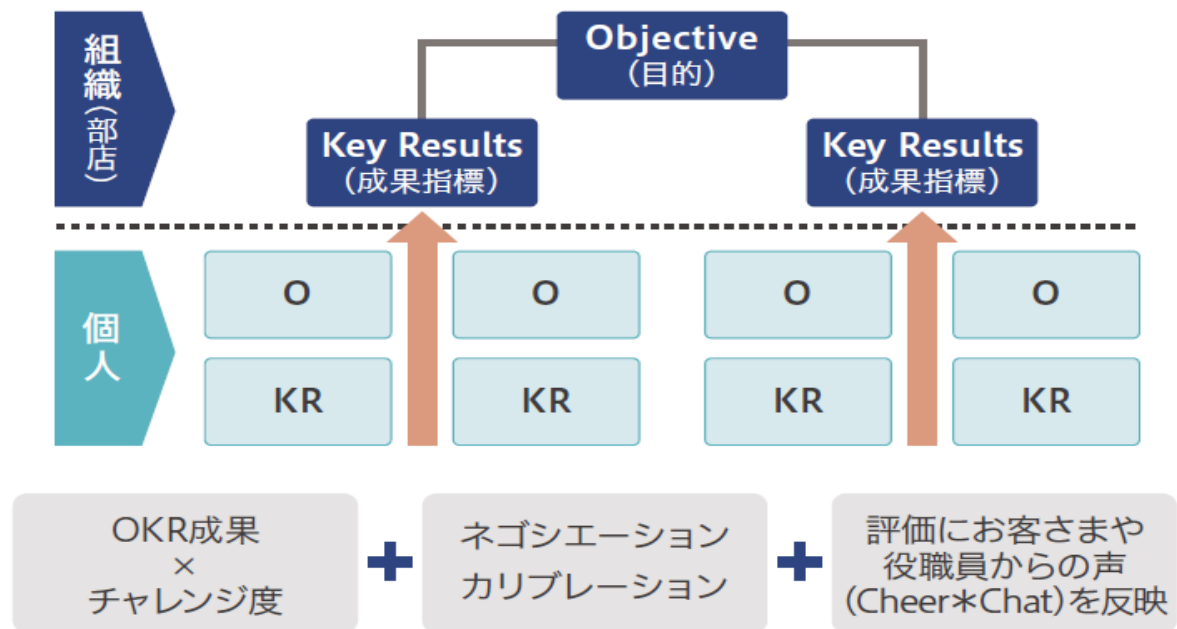 組織(部店)
Objective
(目的)
Key Results
(成果指標)
Key Results
(成果指標)
個人
O
O
O
O
KR
KR
KR
KR
OKR成果
×
チャレンジ度
+
ネゴシエーション
カリブレーション
+
評価にお客さまや
役職員からの声
(Cheer＊Chat)を反映